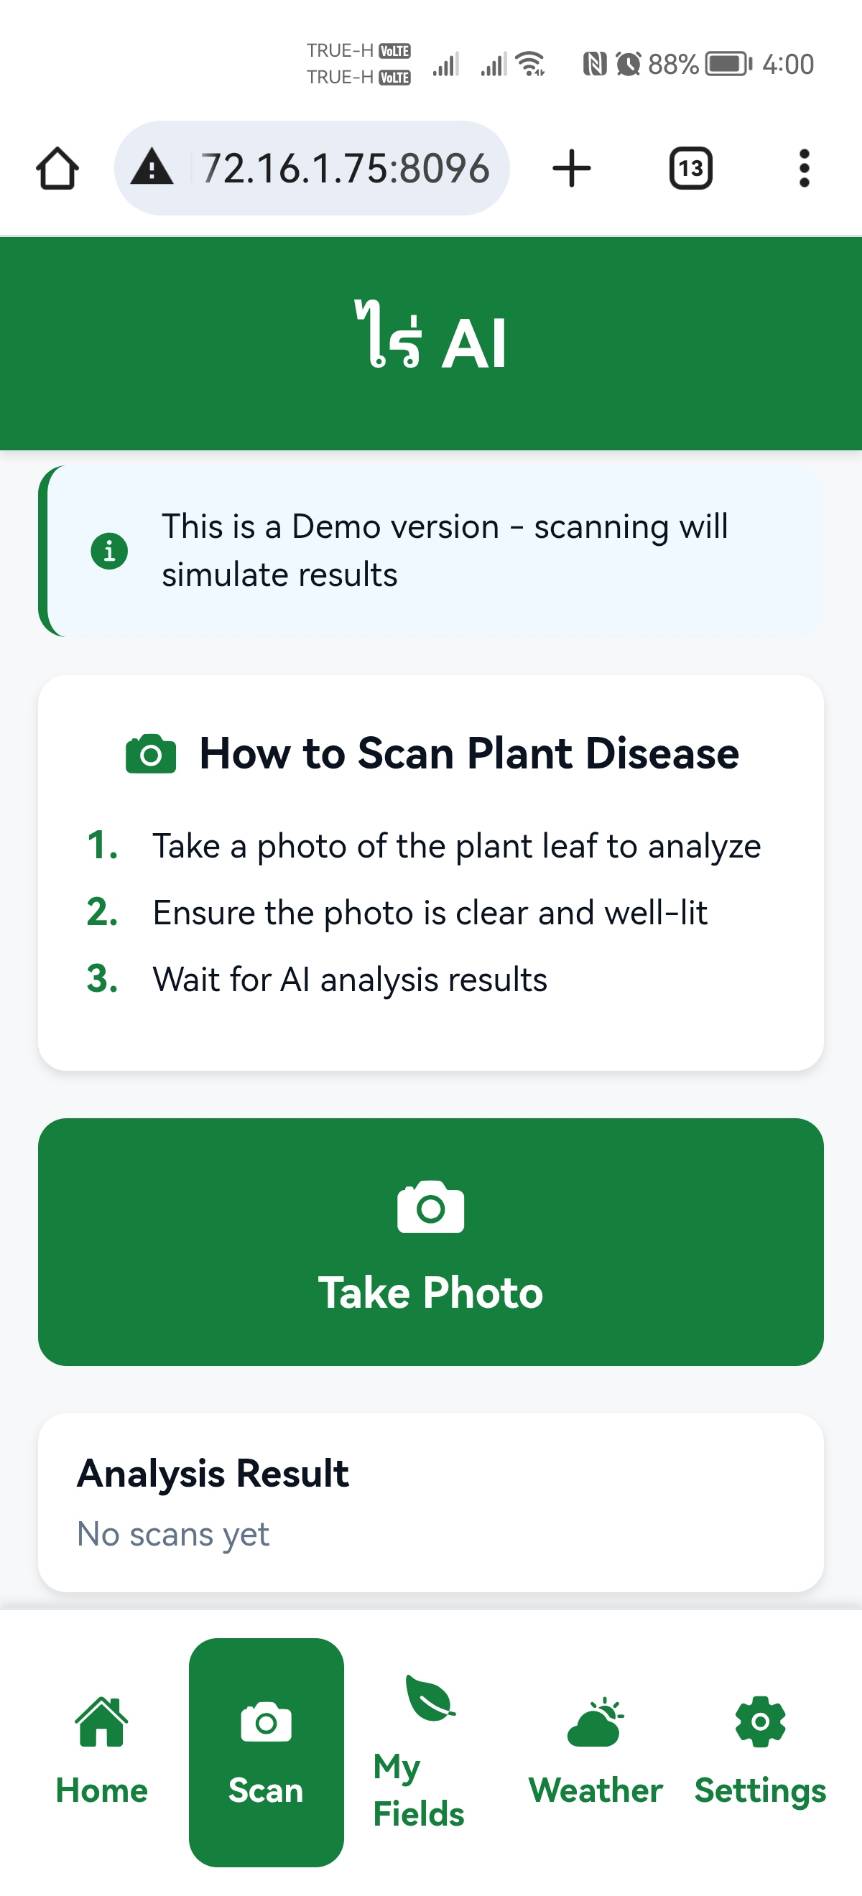 TRUE-H VoLTE
TRUE-H VoLTE
88% 4:00
72.16.1.75:8096
13
ไร่ AI
This is a Demo version - scanning will
simulate results
How to Scan Plant Disease
1. Take a photo of the plant leaf to analyze
2. Ensure the photo is clear and well-lit
3. Wait for AI analysis results
Take Photo
Analysis Result
No scans yet
Home
Scan
My
Fields
Weather
Settings